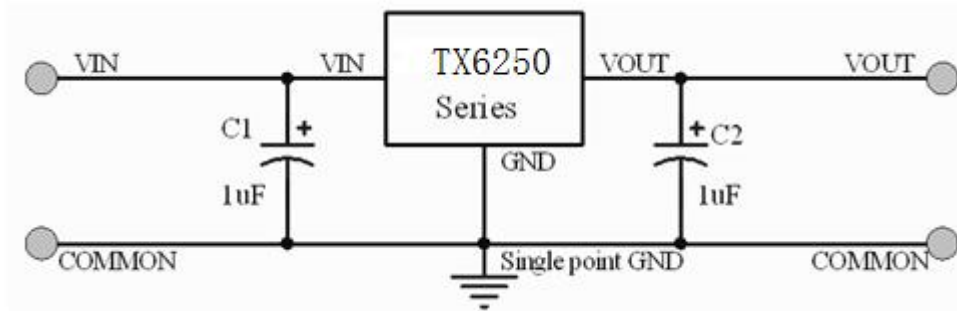 VIN
VIN
TX6250
Series
VOUT
VOUT
C1
+
1uF
GND
+
C2
1uF
COMMON
Single point GND
COMMON